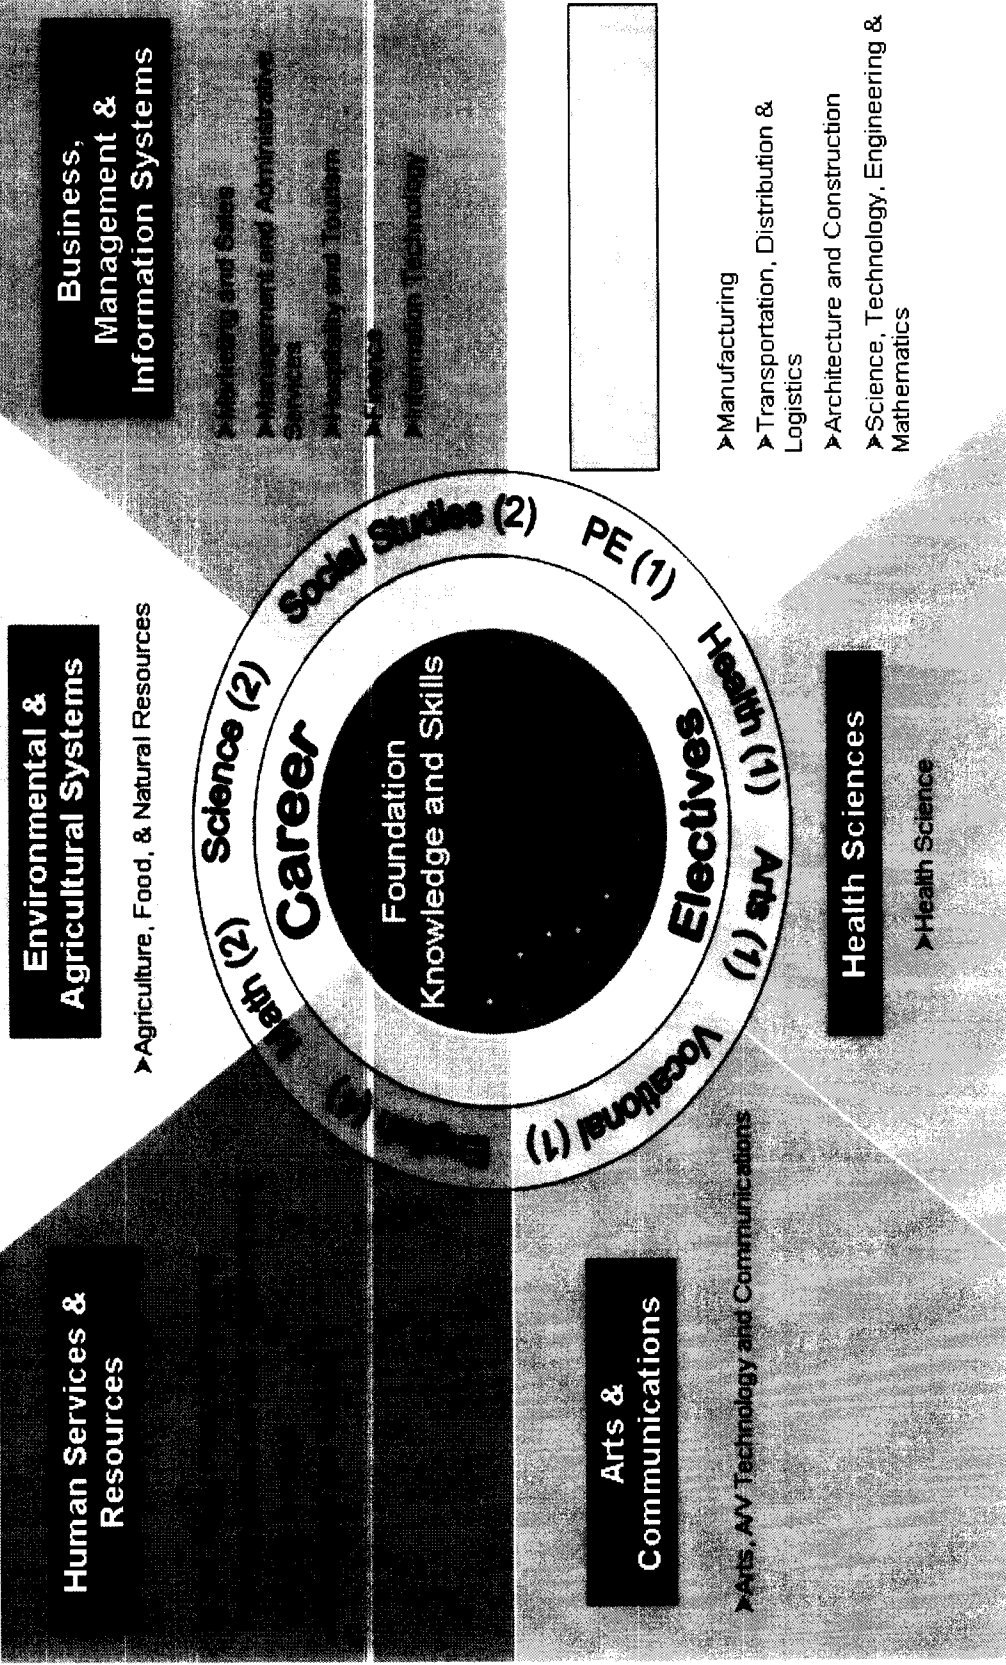 Environmental &
Agricultural Systems
➤Agriculture, Food, & Natural Resources
Human Services &
Resources
Business,
Management &
Information Systems
➤Marketing and Sales
➤Management and Administrative
Services
➤Hospitality and Tourism
➤Finance
➤Information Technology
Career
Electives
Foundation
Knowledge and Skills
English (4)
Math (2)
Science (2)
Social Studies (2)
PE (1)
Health (1)
Arts (1)
Vocational (1)
Arts &
Communications
➤Arts, A/V Technology and Communications
Health Sciences
➤Health Science
➤Manufacturing
➤Transportation, Distribution &
Logistics
➤Architecture and Construction
➤Science, Technology, Engineering &
Mathematics